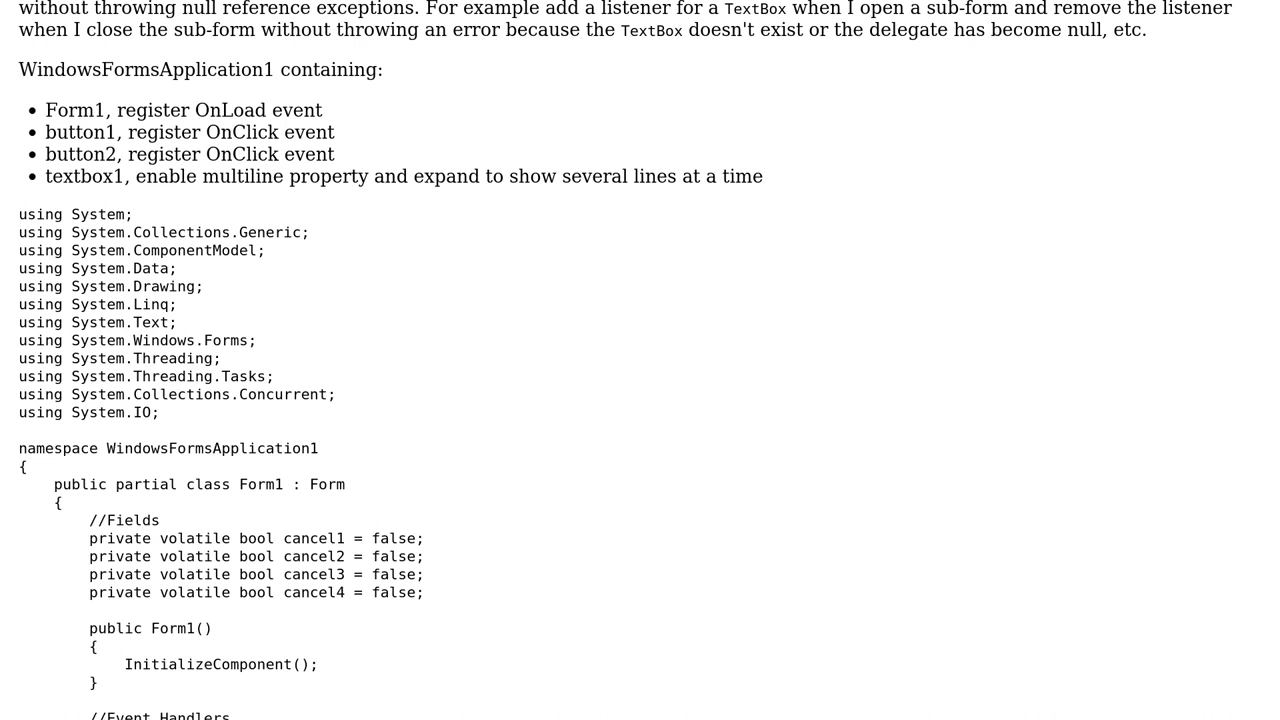 without throwing null reference exceptions. For example add a listener for a TextBox when I open a sub-form and remove the listener
when I close the sub-form without throwing an error because the TextBox doesn't exist or the delegate has become null, etc.
WindowsFormsApplication1 containing:
• Form1, register OnLoad event
• button1, register OnClick event
• button2, register OnClick event
• textbox1, enable multiline property and expand to show several lines at a time
using System;
using System.Collections.Generic;
using System.ComponentModel;
using System.Data;
using System.Drawing;
using System.Linq;
using System.Text;
using System.Windows.Forms;
using System.Threading;
using System.Threading.Tasks;
using System.Collections.Concurrent;
using System.IO;
namespace WindowsFormsApplication1
{
    public partial class Form1 : Form
    {
        //Fields
        private volatile bool cancel1 = false;
        private volatile bool cancel2 = false;
        private volatile bool cancel3 = false;
        private volatile bool cancel4 = false;
        public Form1()
        {
            InitializeComponent();
        }
        //Event Handlers